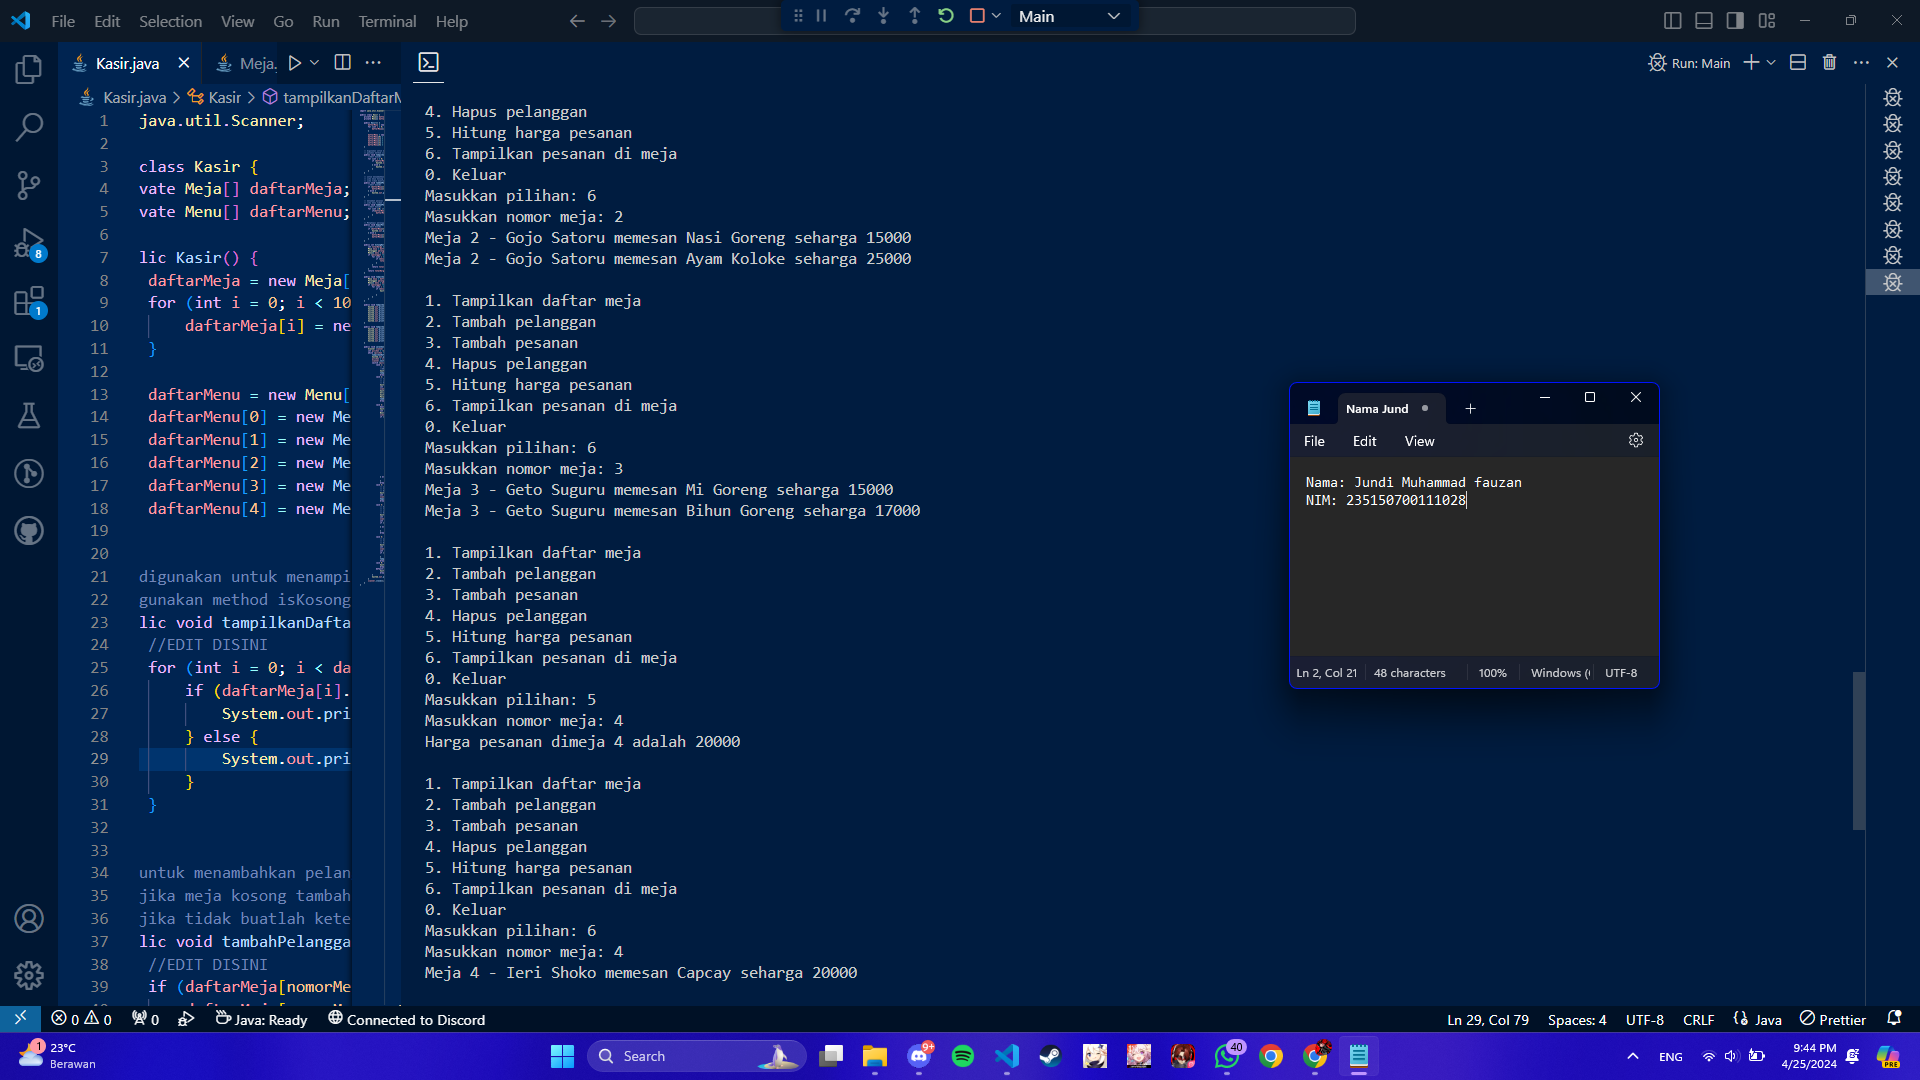 File Edit Selection View Go Run Terminal Help
Main
Kasir.java
Meja.
Run: Main
Kasir.java > Kasir > tampilkanDaftarM
1 java.util.Scanner;
2
3 class Kasir {
4 vate Meja[] daftarMeja;
5 vate Menu[] daftarMenu;
6
7 lic Kasir() {
8 daftarMeja = new Meja[
9 for (int i = 0; i < 10
10 daftarMeja[i] = ne
11 }
12
13 daftarMenu = new Menu[
14 daftarMenu[0] = new Me
15 daftarMenu[1] = new Me
16 daftarMenu[2] = new Me
17 daftarMenu[3] = new Me
18 daftarMenu[4] = new Me
19
20
21 digunakan untuk menampi
22 gunakan method isKosong
23 lic void tampilkanDafta
24 //EDIT DISINI
25 for (int i = 0; i < da
26 if (daftarMeja[i].
27 System.out.pri
28 } else {
29 System.out.pri
30 }
31 }
32
33
34 untuk menambahkan pelan
35 jika meja kosong tambah
36 jika tidak buatlah kete
37 lic void tambahPelangga
38 //EDIT DISINI
39 if (daftarMeja[nomorMe
4. Hapus pelanggan
5. Hitung harga pesanan
6. Tampilkan pesanan di meja
0. Keluar
Masukkan pilihan: 6
Masukkan nomor meja: 2
Meja 2 - Gojo Satoru memesan Nasi Goreng seharga 15000
Meja 2 - Gojo Satoru memesan Ayam Koloke seharga 25000
1. Tampilkan daftar meja
2. Tambah pelanggan
3. Tambah pesanan
4. Hapus pelanggan
5. Hitung harga pesanan
6. Tampilkan pesanan di meja
0. Keluar
Masukkan pilihan: 6
Masukkan nomor meja: 3
Meja 3 - Geto Suguru memesan Mi Goreng seharga 15000
Meja 3 - Geto Suguru memesan Bihun Goreng seharga 17000
1. Tampilkan daftar meja
2. Tambah pelanggan
3. Tambah pesanan
4. Hapus pelanggan
5. Hitung harga pesanan
6. Tampilkan pesanan di meja
0. Keluar
Masukkan pilihan: 5
Masukkan nomor meja: 4
Harga pesanan dimeja 4 adalah 20000
1. Tampilkan daftar meja
2. Tambah pelanggan
3. Tambah pesanan
4. Hapus pelanggan
5. Hitung harga pesanan
6. Tampilkan pesanan di meja
0. Keluar
Masukkan pilihan: 6
Masukkan nomor meja: 4
Meja 4 - Ieri Shoko memesan Capcay seharga 20000
Nama Jund
File Edit View
Nama: Jundi Muhammad fauzan
NIM: 235150700111028
Ln 2, Col 21 48 characters 100% Windows ( UTF-8
8
1
0 0 0 Java: Ready Connected to Discord
Ln 29, Col 79 Spaces: 4 UTF-8 CRLF Java Prettier
1
23°C
Berawan
Search
9+
40
ENG
9:44 PM
4/25/2024
PRE